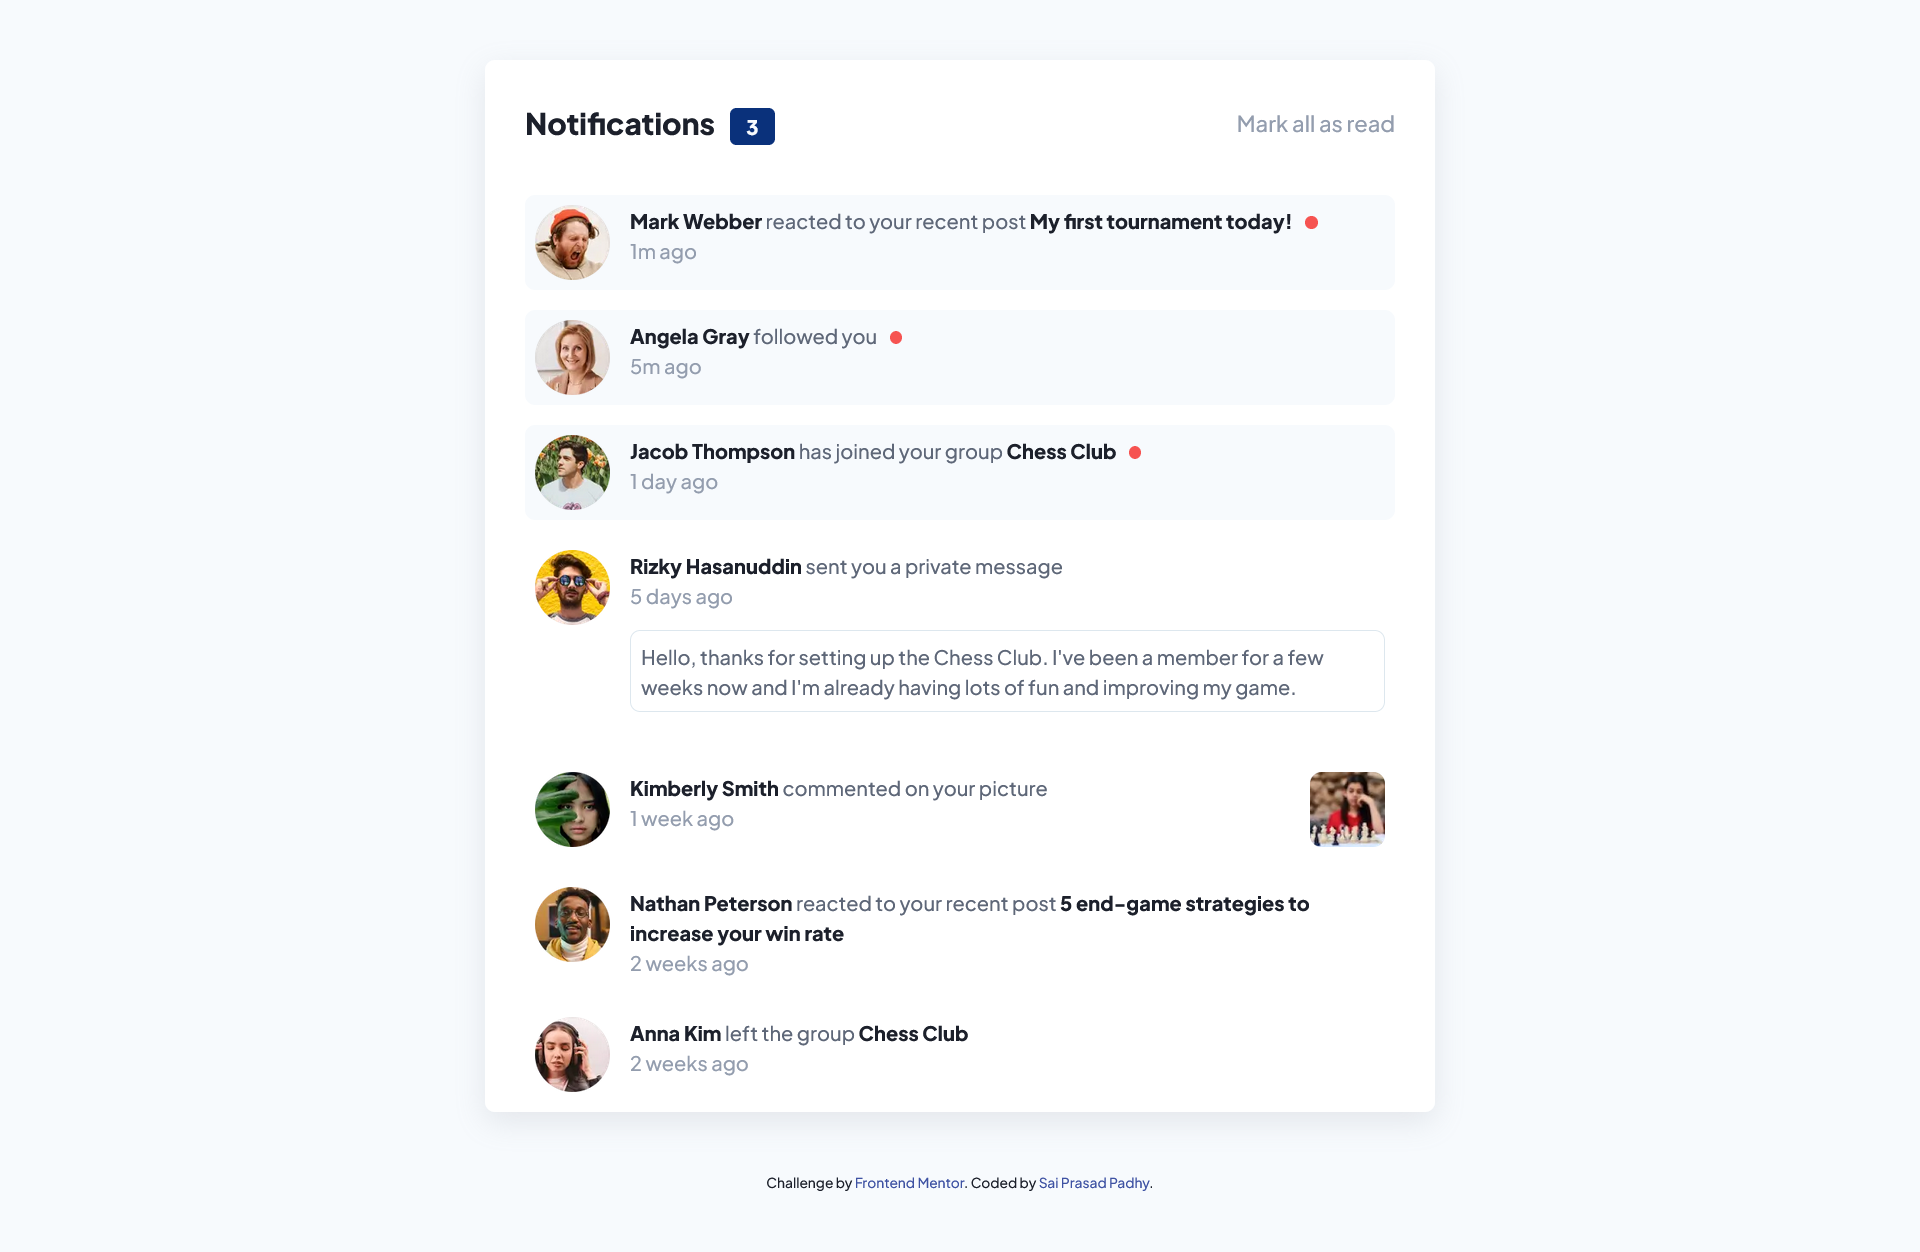 Notifications 3 Mark all as read
Mark Webber reacted to your recent post My first tournament today!
1m ago
Angela Gray followed you
5m ago
Jacob Thompson has joined your group Chess Club
1 day ago
Rizky Hasanuddin sent you a private message
5 days ago
Hello, thanks for setting up the Chess Club. I've been a member for a few
weeks now and I'm already having lots of fun and improving my game.
Kimberly Smith commented on your picture
1 week ago
Nathan Peterson reacted to your recent post 5 end-game strategies to
increase your win rate
2 weeks ago
Anna Kim left the group Chess Club
2 weeks ago
Challenge by Frontend Mentor. Coded by Sai Prasad Padhy.